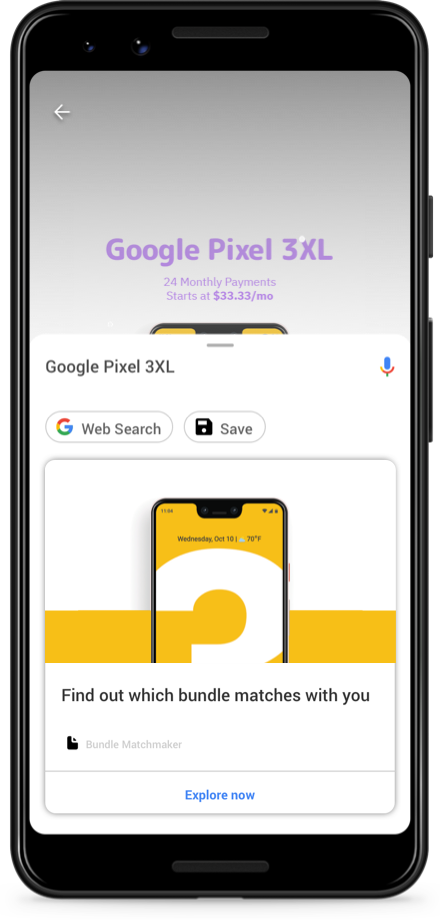 Google Pixel 3XL
24 Monthly Payments
Starts at $33.33/mo
Google Pixel 3XL
Web Search
Save
11:04
Wednesday, Oct 10 | 70°F
Find out which bundle matches with you
Bundle Matchmaker
Explore now